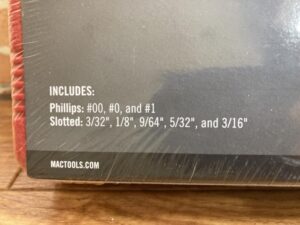 INCLUDES:
Phillips: #00, #0, and #1
Slotted: 3/32", 1/8", 9/64", 5/32", and 3/16"
MACTOOLS.COM